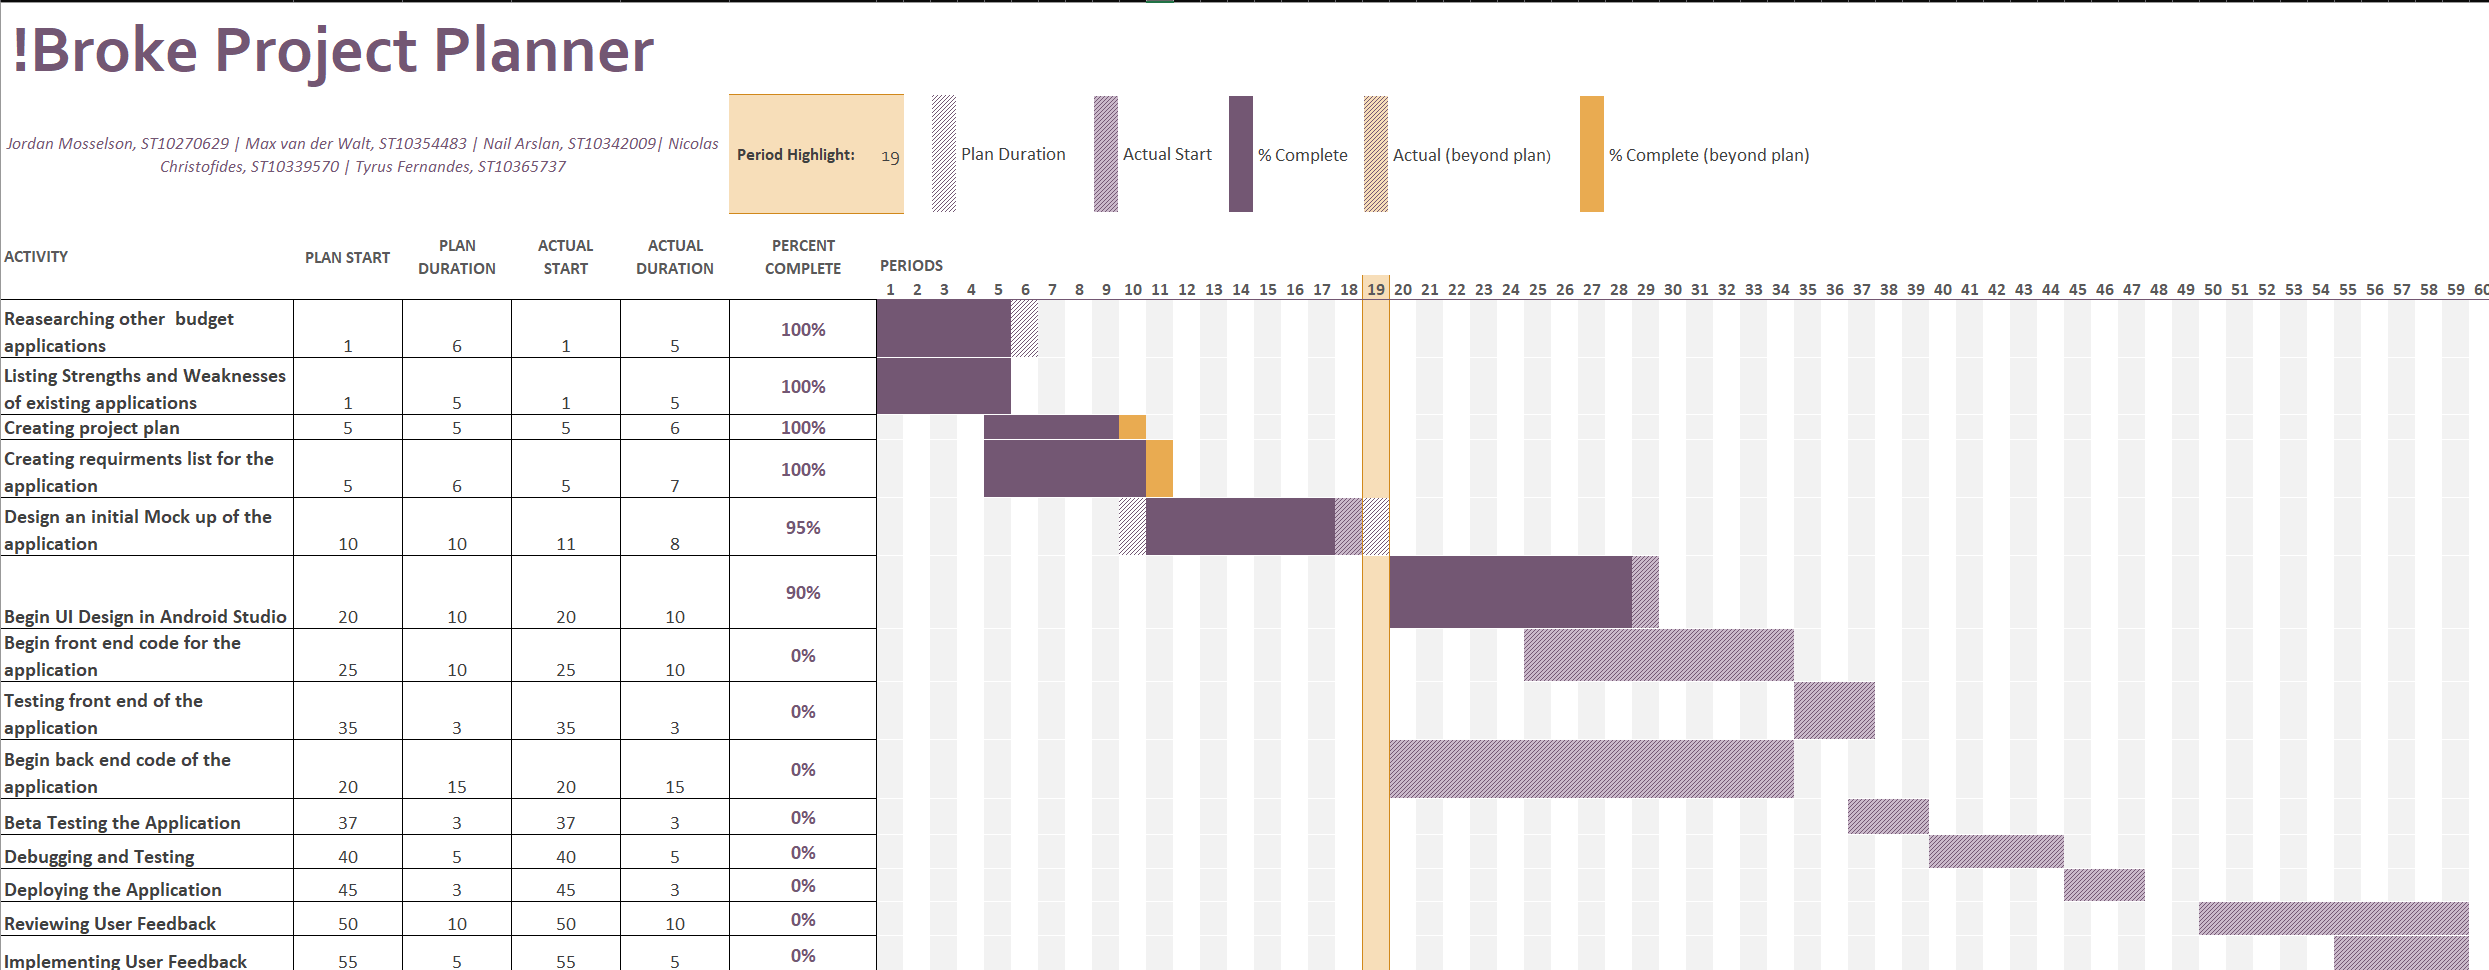 !Broke Project Planner
Jordan Mosselson, ST10270629 | Max van der Walt, ST10354483 | Nail Arslan, ST10342009| Nicolas
Christofides, ST10339570 | Tyrus Fernandes, ST10365737
Period Highlight: 19
Plan Duration
Actual Start
% Complete
Actual (beyond plan)
% Complete (beyond plan)
ACTIVITY
PLAN START
PLAN
DURATION
ACTUAL
START
ACTUAL
DURATION
PERCENT
COMPLETE
PERIODS
1 2 3 4 5 6 7 8 9 10 11 12 13 14 15 16 17 18 19 20 21 22 23 24 25 26 27 28 29 30 31 32 33 34 35 36 37 38 39 40 41 42 43 44 45 46 47 48 49 50 51 52 53 54 55 56 57 58 59 60
Reasearching other  budget
applications 1 6 1 5 100%
Listing Strengths and Weaknesses
of existing applications 1 5 1 5 100%
Creating project plan 5 5 5 6 100%
Creating requirments list for the
application 5 6 5 7 100%
Design an initial Mock up of the
application 10 10 11 8 95%
Begin UI Design in Android Studio 20 10 20 10 90%
Begin front end code for the
application 25 10 25 10 0%
Testing front end of the
application 35 3 35 3 0%
Begin back end code of the
application 20 15 20 15 0%
Beta Testing the Application 37 3 37 3 0%
Debugging and Testing 40 5 40 5 0%
Deploying the Application 45 3 45 3 0%
Reviewing User Feedback 50 10 50 10 0%
Implementing User Feedback 55 5 55 5 0%